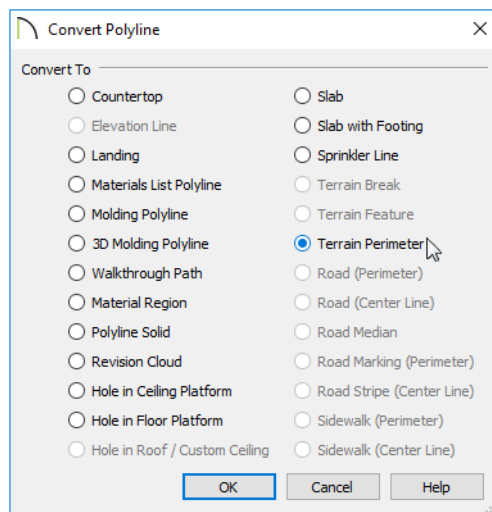 Convert Polyline
Convert To
Countertop
Elevation Line
Landing
Materials List Polyline
Molding Polyline
3D Molding Polyline
Walkthrough Path
Material Region
Polyline Solid
Revision Cloud
Hole in Ceiling Platform
Hole in Floor Platform
Hole in Roof / Custom Ceiling
Slab
Slab with Footing
Sprinkler Line
Terrain Break
Terrain Feature
Terrain Perimeter
Road (Perimeter)
Road (Center Line)
Road Median
Road Marking (Perimeter)
Road Stripe (Center Line)
Sidewalk (Perimeter)
Sidewalk (Center Line)
OK
Cancel
Help